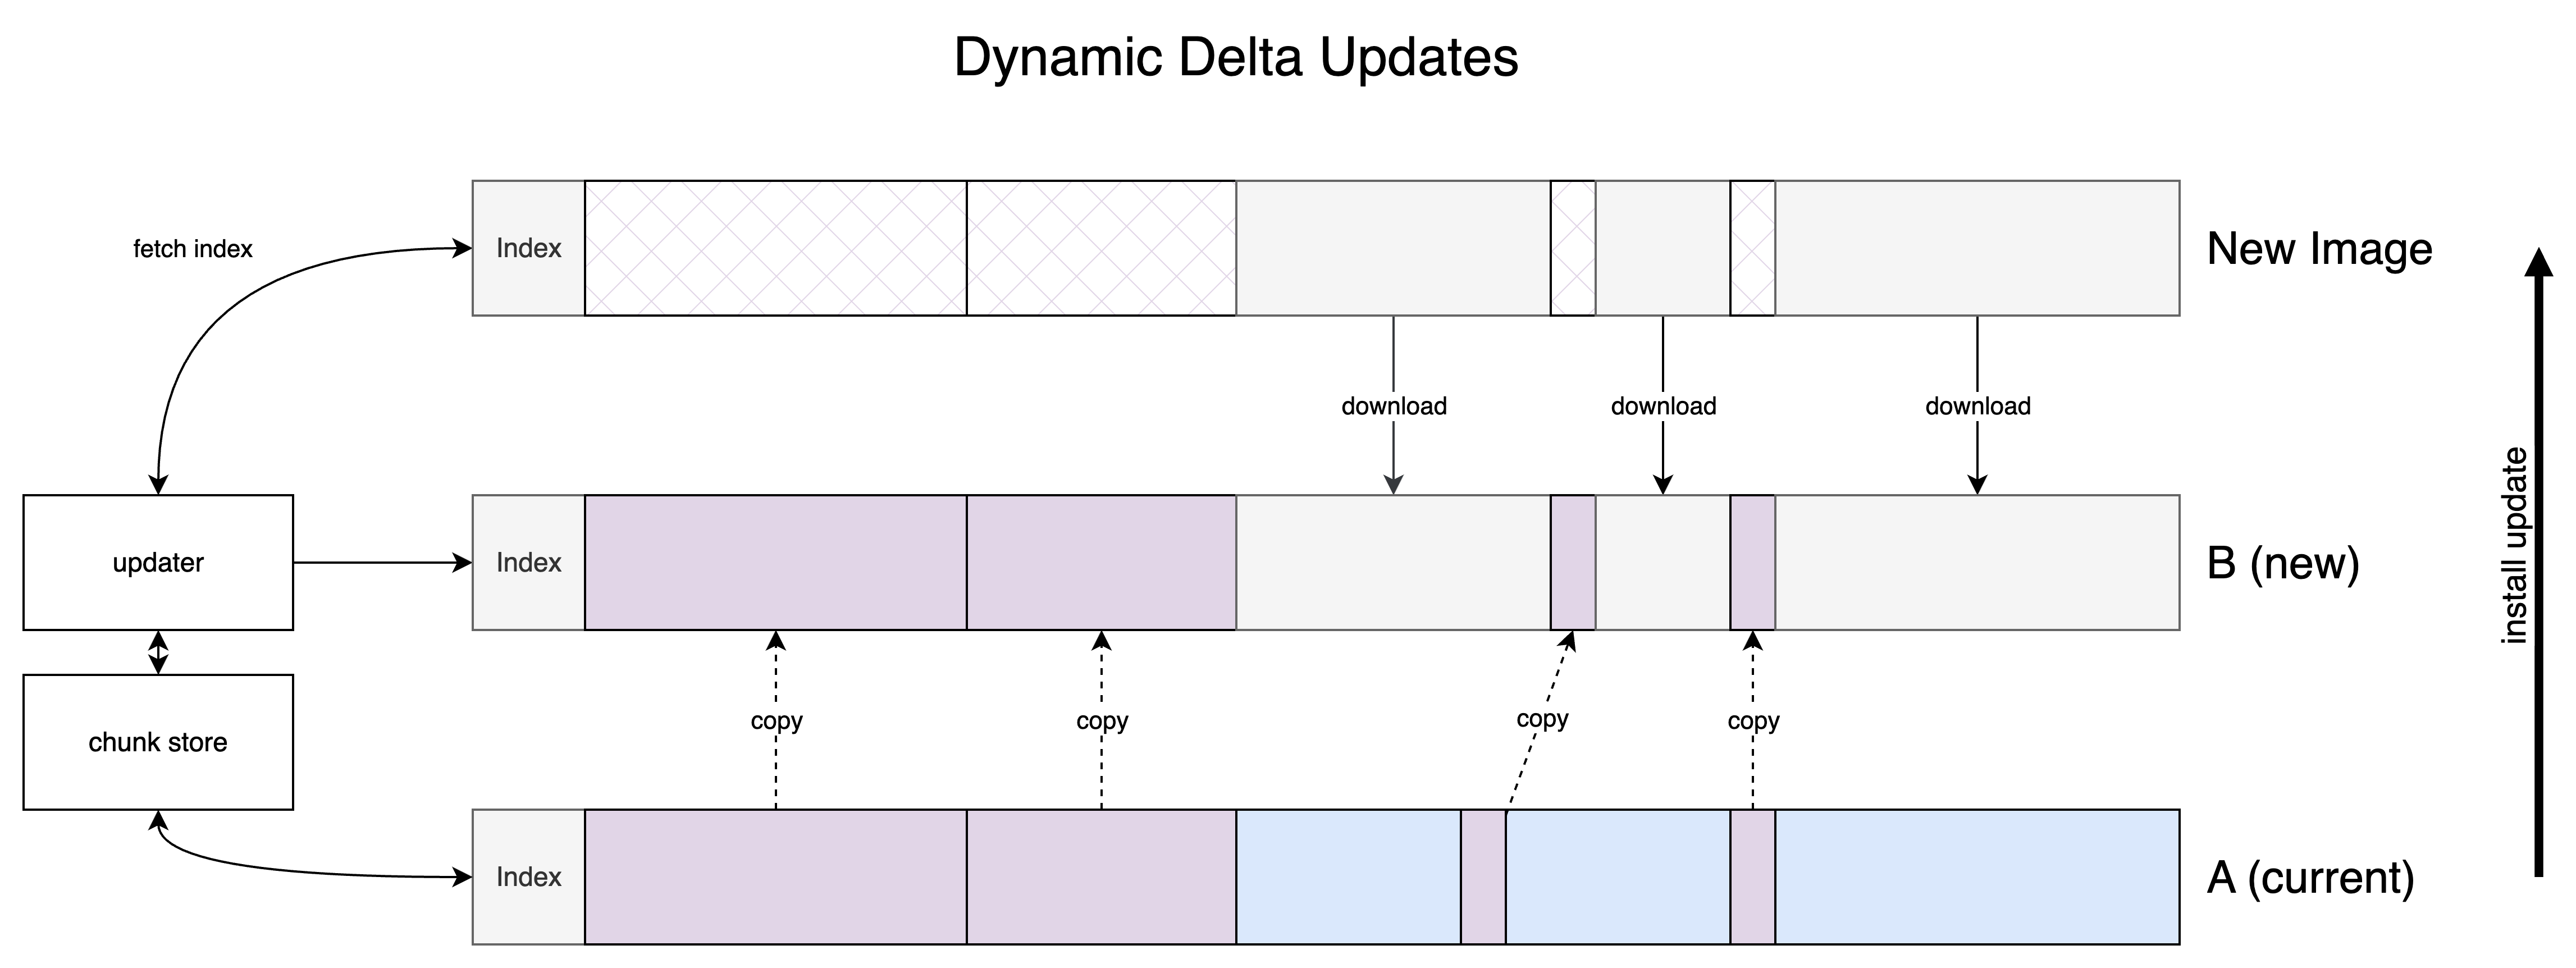 Dynamic Delta Updates
fetch index
Index
New Image
download
download
download
updater
Index
B (new)
install update
chunk store
copy
copy
copy
copy
Index
A (current)